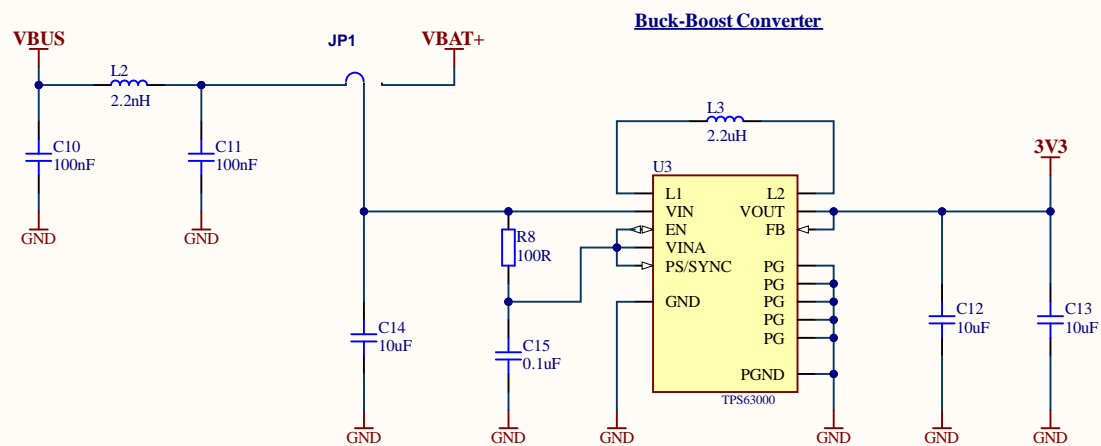 Buck-Boost Converter
VBUS
JP1
VBAT+
L2
2.2nH
C10
100nF
C11
100nF
L3
2.2uH
3V3
U3
L1
L2
VIN
VOUT
EN
FB
VINA
PS/SYNC
PG
PG
GND
PG
PG
PG
PGND
TPS63000
R8
100R
C14
10uF
C15
0.1uF
C12
10uF
C13
10uF
GND
GND
GND
GND
GND
GND
GND
GND